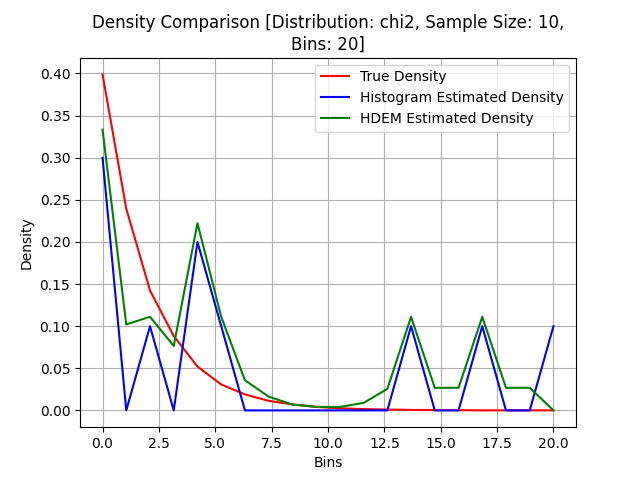 Density Comparison [Distribution: chi2, Sample Size: 10,
Bins: 20]
True Density
Histogram Estimated Density
HDEM Estimated Density
Density
0.40
0.35
0.30
0.25
0.20
0.15
0.10
0.05
0.00
0.0 2.5 5.0 7.5 10.0 12.5 15.0 17.5 20.0
Bins